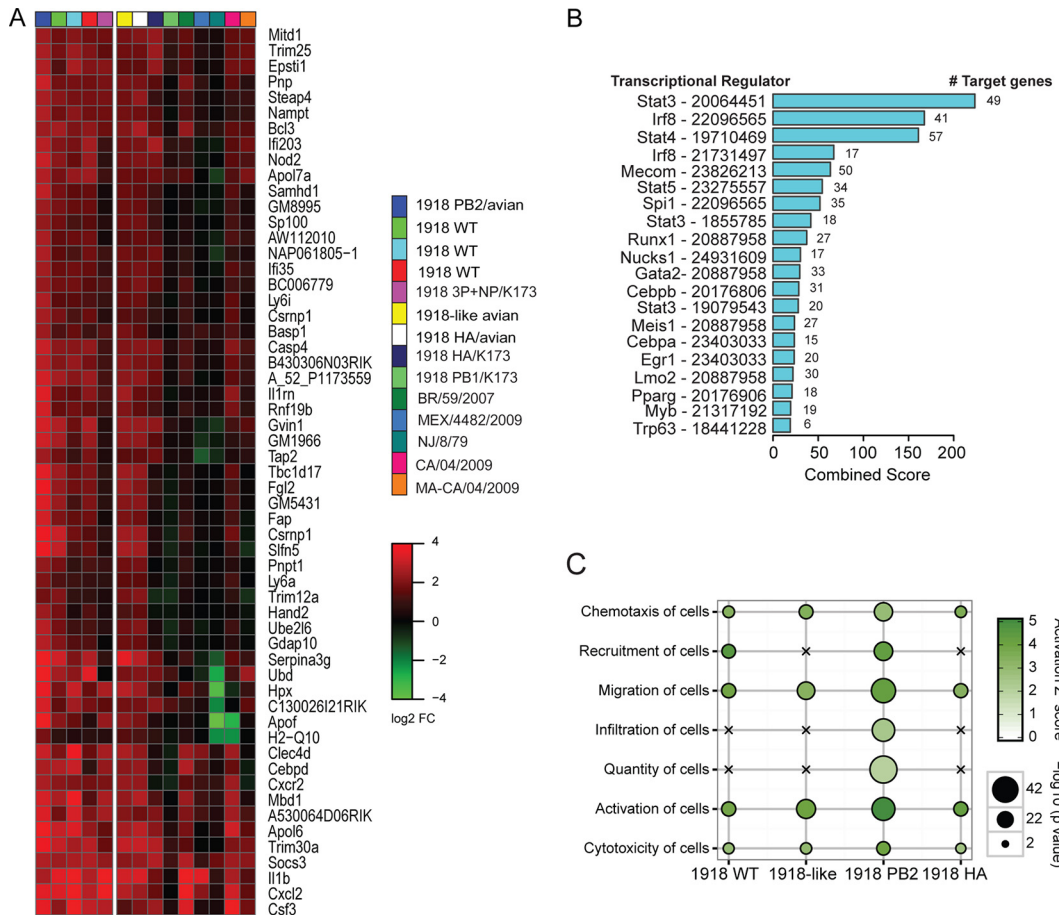 A
Mitd1
Trim25
Epsti1
Pnp
Steap4
Nampt
Bcl3
Ifi203
Nod2
Apol7a
Samhd1
GM8995
Sp100
AW112010
NAP061805-1
Ifi35
BC006779
Ly6i
Csrnp1
Basp1
Casp4
B430306N03RIK
A_52_P1173559
Il1rn
Rnf19b
Gvin1
GM1966
Tap2
Tbc1d17
Fgl2
GM5431
Fap
Csrnp1
Slfn5
Pnpt1
Ly6a
Trim12a
Hand2
Ube2l6
Gdap10
Serpina3g
Ubd
Hpx
C130026I21RIK
Apof
H2-Q10
Clec4d
Cebpd
Cxcr2
Mbd1
A530064D06RIK
Apol6
Trim30a
Socs3
Il1b
Cxcl2
Csf3
1918 PB2/avian
1918 WT
1918 WT
1918 WT
1918 3P+NP/K173
1918-like avian
1918 HA/avian
1918 HA/K173
1918 PB1/K173
BR/59/2007
MEX/4482/2009
NJ/8/79
CA/04/2009
MA-CA/04/2009
4
2
0
−2
−4
log2 FC
B
Transcriptional Regulator # Target genes
Stat3 - 20064451 49
Irf8 - 22096565 41
Stat4 - 19710469 57
Irf8 - 21731497 17
Mecom - 23826213 50
Stat5 - 23275557 34
Spi1 - 22096565 35
Stat3 - 1855785 18
Runx1 - 20887958 27
Nucks1 - 24931609 17
Gata2- 20887958 33
Cebpb - 20176806 31
Stat3 - 19079543 20
Meis1 - 20887958 27
Cebpa - 23403033 15
Egr1 - 23403033 20
Lmo2 - 20887958 30
Pparg - 20176906 18
Myb - 21317192 19
Trp63 - 18441228 6
0 50 100 150 200
Combined Score
C
Chemotaxis of cells
Recruitment of cells
Migration of cells
Infiltration of cells
Quantity of cells
Activation of cells
Cytotoxicity of cells
1918 WT 1918-like 1918 PB2 1918 HA
5
4
3
2
1
0
Activation Z score
42
22
2
−log10 (p value)